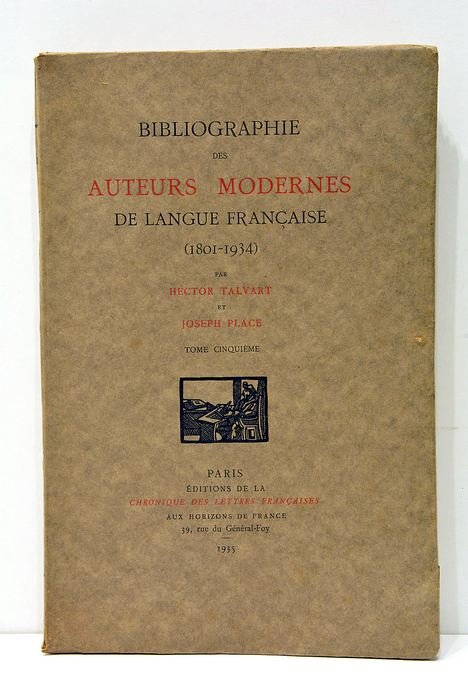 BIBLIOGRAPHIE
DES
AUTEURS MODERNES
DE LANGUE FRANÇAISE
(1801-1934)
PAR
HECTOR TALVART
ET
JOSEPH PLACE
TOME CINQUIÈME
PARIS
ÉDITIONS DE LA
CHRONIQUE DES LETTRES FRANÇAISES
AUX HORIZONS DE FRANCE
39, rue du Général-Foy
1935